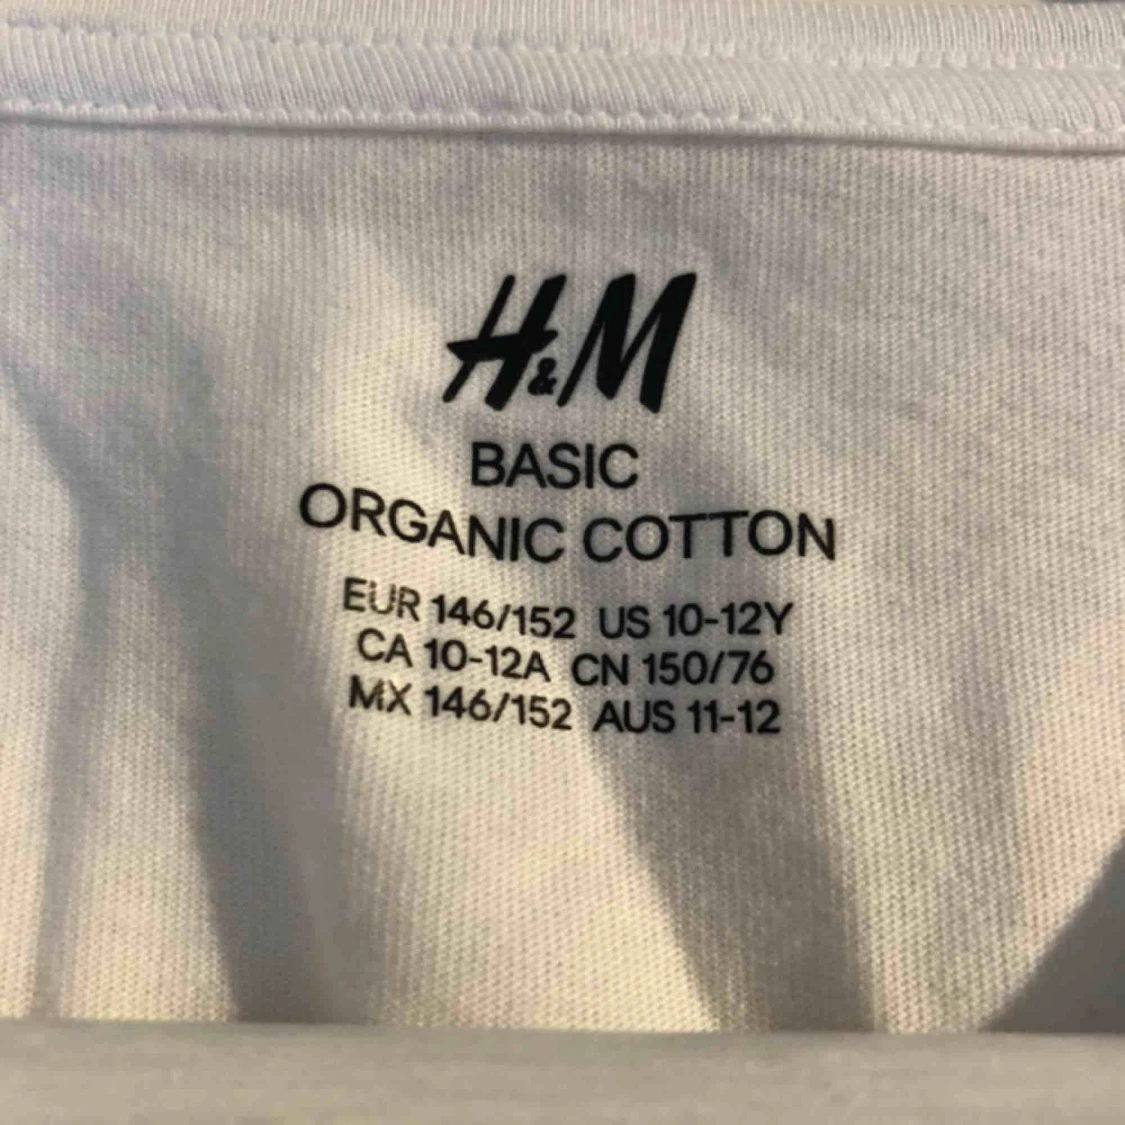 H&M
BASIC
ORGANIC COTTON
EUR 146/152 US 10-12Y
CA 10-12A CN 150/76
MX 146/152 AUS 11-12